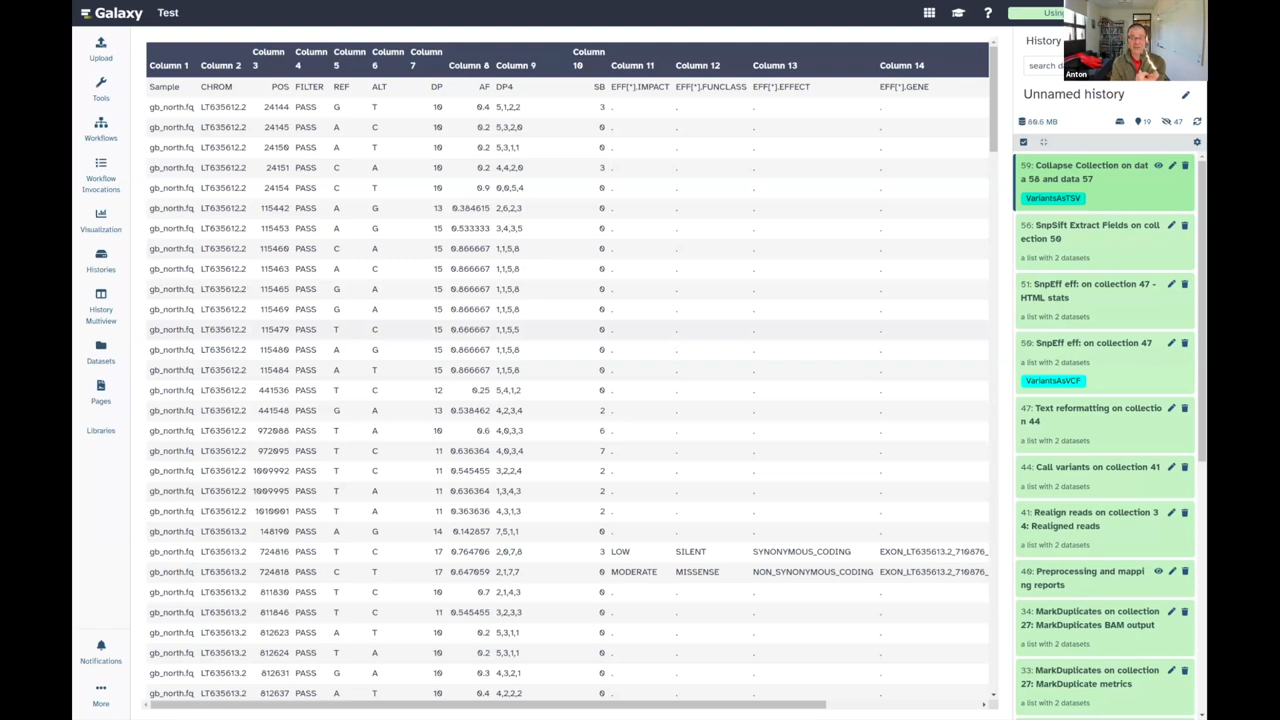 Galaxy
Test
Using
Upload
Tools
Workflows
Workflow
Invocations
Visualization
Histories
History
Multiview
Datasets
Pages
Libraries
Notifications
More
Column 1 Column 2 Column 3 Column 4 Column 5 Column 6 Column 7 Column 8 Column 9 Column 10 Column 11 Column 12 Column 13 Column 14
Sample CHROM POS FILTER REF ALT DP AF DP4 SB EFF[*].IMPACT EFF[*].FUNCLASS EFF[*].EFFECT EFF[*].GENE
gb_north.fq LT635612.2 24144 PASS G T 10 0.4 5,1,2,2 3 . . . .
gb_north.fq LT635612.2 24145 PASS A C 10 0.2 5,3,2,0 0 . . . .
gb_north.fq LT635612.2 24150 PASS A T 10 0.2 5,3,1,1 0 . . . .
gb_north.fq LT635612.2 24151 PASS C A 10 0.2 4,4,2,0 3 . . . .
gb_north.fq LT635612.2 24154 PASS C T 10 0.9 0,0,5,4 0 . . . .
gb_north.fq LT635612.2 115442 PASS G A 13 0.384615 2,6,2,3 0 . . . .
gb_north.fq LT635612.2 115453 PASS A G 15 0.533333 3,4,3,5 0 . . . .
gb_north.fq LT635612.2 115460 PASS C A 15 0.866667 1,1,5,8 0 . . . .
gb_north.fq LT635612.2 115463 PASS A C 15 0.866667 1,1,5,8 0 . . . .
gb_north.fq LT635612.2 115465 PASS G A 15 0.866667 1,1,5,8 0 . . . .
gb_north.fq LT635612.2 115469 PASS G A 15 0.866667 1,1,5,8 0 . . . .
gb_north.fq LT635612.2 115479 PASS T C 15 0.666667 1,1,5,5 0 . . . .
gb_north.fq LT635612.2 115480 PASS A G 15 0.866667 1,1,5,8 0 . . . .
gb_north.fq LT635612.2 115484 PASS A T 15 0.866667 1,1,5,8 0 . . . .
gb_north.fq LT635612.2 441536 PASS T C 12 0.25 5,4,1,2 0 . . . .
gb_north.fq LT635612.2 441548 PASS G A 13 0.538462 4,2,3,4 2 . . . .
gb_north.fq LT635612.2 972088 PASS T A 10 0.6 4,0,3,3 6 . . . .
gb_north.fq LT635612.2 972095 PASS T C 11 0.636364 4,0,3,4 7 . . . .
gb_north.fq LT635612.2 1009992 PASS T C 11 0.545455 3,2,2,4 2 . . . .
gb_north.fq LT635612.2 1009995 PASS T A 11 0.636364 1,3,4,3 2 . . . .
gb_north.fq LT635612.2 1010001 PASS T A 11 0.363636 4,3,1,3 2 . . . .
gb_north.fq LT635613.2 148190 PASS A G 14 0.142857 7,5,1,1 0 . . . .
gb_north.fq LT635613.2 724816 PASS T C 17 0.764706 2,0,7,8 3 LOW SILENT SYNONYMOUS_CODING EXON_LT635613.2_710876_
gb_north.fq LT635613.2 724818 PASS C T 17 0.647059 2,1,7,7 0 MODERATE MISSENSE NON_SYNONYMOUS_CODING EXON_LT635613.2_710876_
gb_north.fq LT635613.2 811830 PASS T C 10 0.7 2,1,4,3 0 . . . .
gb_north.fq LT635613.2 811846 PASS T C 11 0.545455 3,2,3,3 0 . . . .
gb_north.fq LT635613.2 812623 PASS A T 10 0.2 5,3,1,1 0 . . . .
gb_north.fq LT635613.2 812624 PASS T A 10 0.2 5,3,1,1 0 . . . .
gb_north.fq LT635613.2 812631 PASS G A 10 0.3 4,3,2,1 0 . . . .
gb_north.fq LT635613.2 812637 PASS A T 10 0.4 4,2,2,2 0 . . . .
Anton
History
search da
Unnamed history
80.6 MB 19 47
59: Collapse Collection on dat
a 58 and data 57
VariantsAsTSV
56: SnpSift Extract Fields on coll
ection 50
a list with 2 datasets
51: SnpEff eff: on collection 47 -
HTML stats
a list with 2 datasets
50: SnpEff eff: on collection 47
a list with 2 datasets
VariantsAsVCF
47: Text reformatting on collectio
n 44
a list with 2 datasets
44: Call variants on collection 41
a list with 2 datasets
41: Realign reads on collection 3
4: Realigned reads
a list with 2 datasets
40: Preprocessing and mappi
ng reports
34: MarkDuplicates on collection
27: MarkDuplicates BAM output
a list with 2 datasets
33: MarkDuplicates on collection
27: MarkDuplicate metrics
a list with 2 datasets